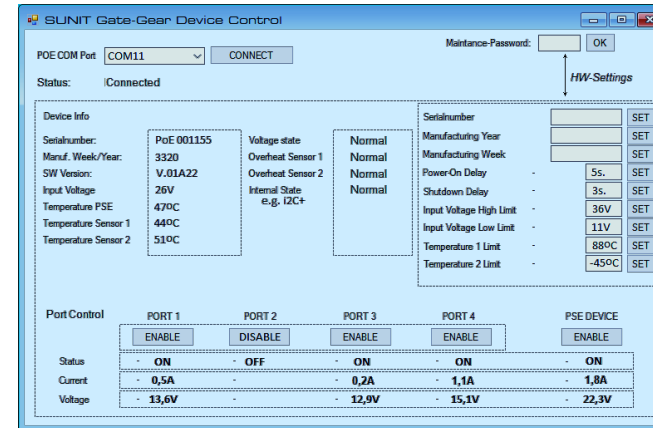 SUNIT Gate-Gear Device Control
Maintance-Password: OK
POE COM Port COM11 CONNECT
HW-Settings
Status: Connected
Device Info
Serialnumber: PoE 001155 Voltage state Normal
Manuf. Week/Year: 3320 Overheat Sensor 1 Normal
SW Version: V.01A22 Overheat Sensor 2 Normal
Input Voltage 26V Internal State Normal
e.g. i2C+
Temperature PSE 47ºC
Temperature Sensor 1 44ºC
Temperature Sensor 2 51ºC
Serialnumber SET
Manufacturing Year SET
Manufacturing Week SET
Power-On Delay - 5s. SET
Shutdown Delay - 3s. SET
Input Voltage High Limit - 36V SET
Input Voltage Low Limit - 11V SET
Temperature 1 Limit - 88ºC SET
Temperature 2 Limit - -45ºC SET
Port Control PORT 1 PORT 2 PORT 3 PORT 4 PSE DEVICE
ENABLE DISABLE ENABLE ENABLE ENABLE
Status - ON - OFF - ON - ON - ON
Current - 0,5A - - 0,2A - 1,1A - 1,8A
Voltage - 13,6V - - 12,9V - 15,1V - 22,3V